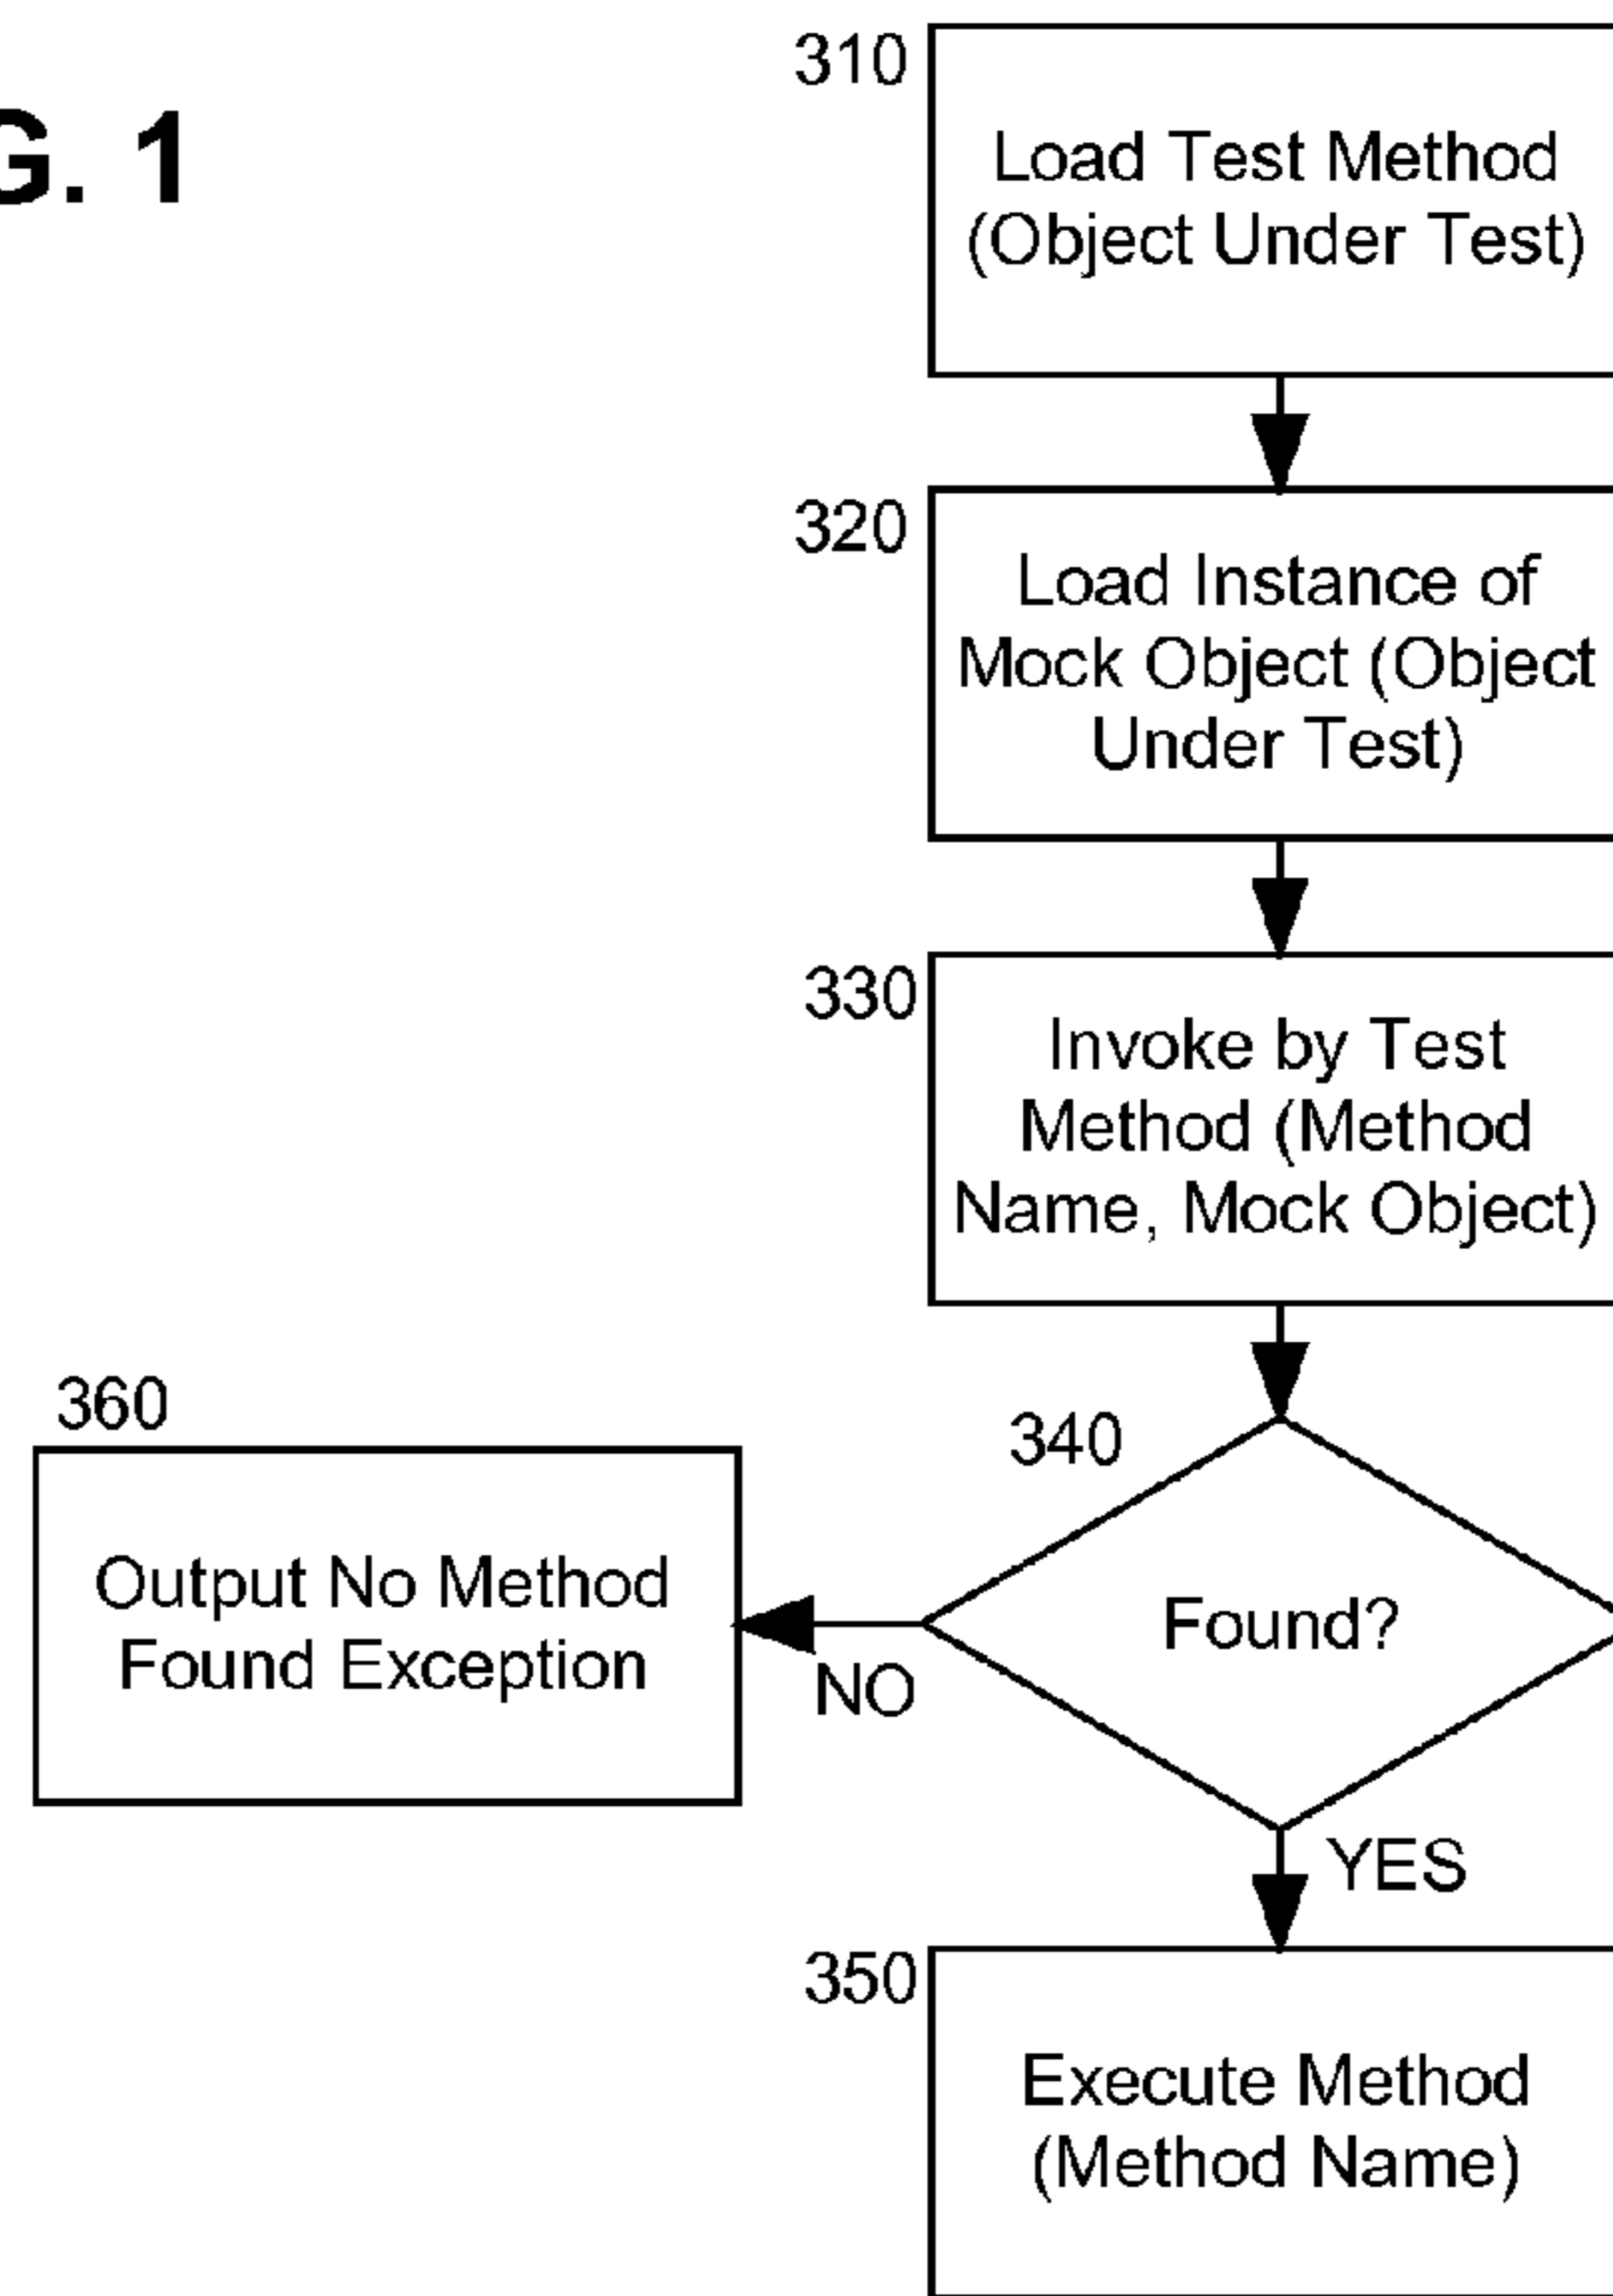 G. 1
310
Load Test Method
(Object Under Test)
320
Load Instance of
Mock Object (Object
Under Test)
330
Invoke by Test
Method (Method
Name, Mock Object)
360
340
Output No Method
Found Exception
Found?
NO
YES
350
Execute Method
(Method Name)